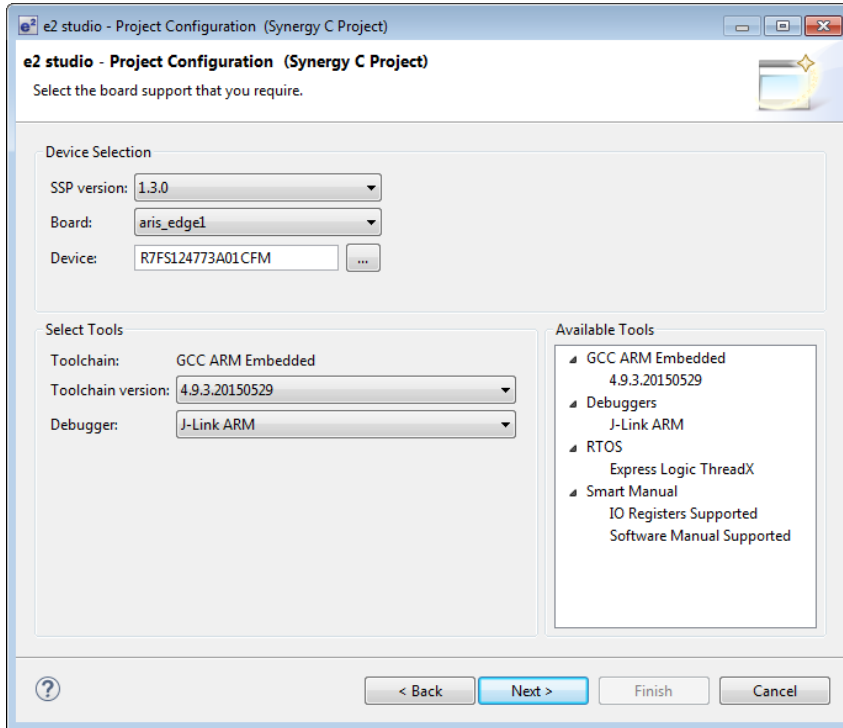 e² e2 studio - Project Configuration (Synergy C Project)
e2 studio - Project Configuration (Synergy C Project)
Select the board support that you require.
Device Selection
SSP version: 1.3.0
Board: aris_edge1
Device: R7FS124773A01CFM ...
Select Tools
Toolchain: GCC ARM Embedded
Toolchain version: 4.9.3.20150529
Debugger: J-Link ARM
Available Tools
GCC ARM Embedded
4.9.3.20150529
Debuggers
J-Link ARM
RTOS
Express Logic ThreadX
Smart Manual
IO Registers Supported
Software Manual Supported
? < Back Next > Finish Cancel